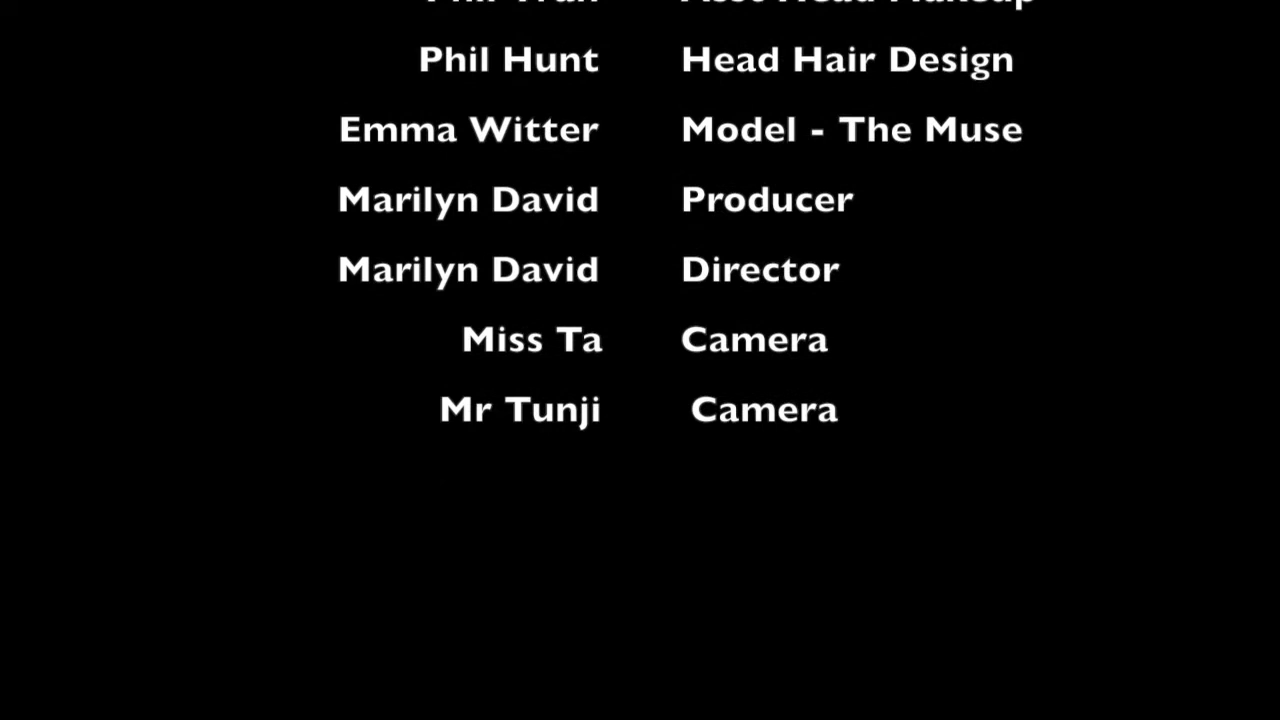 Phil Hunt Head Hair Design
Emma Witter Model - The Muse
Marilyn David Producer
Marilyn David Director
Miss Ta Camera
Mr Tunji Camera